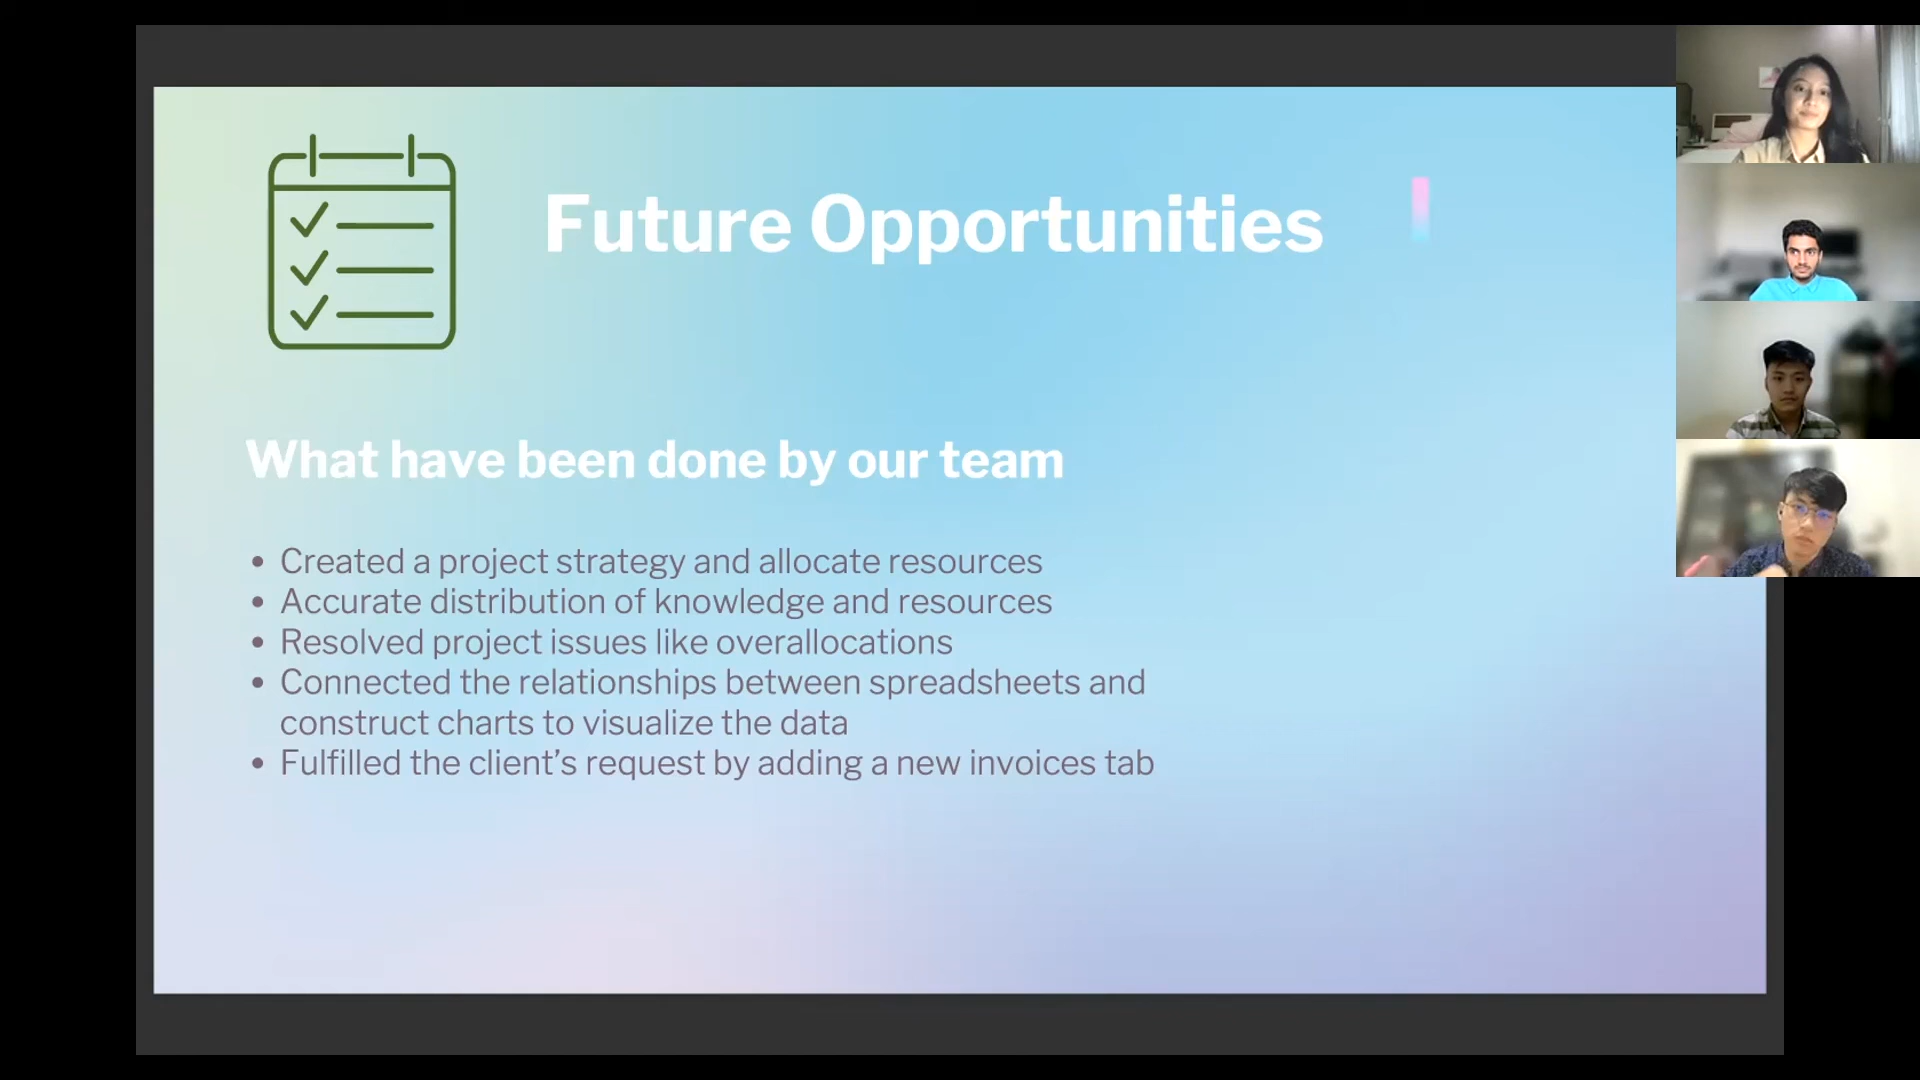 Future Opportunities
What have been done by our team
• Created a project strategy and allocate resources
• Accurate distribution of knowledge and resources
• Resolved project issues like overallocations
• Connected the relationships between spreadsheets and
construct charts to visualize the data
• Fulfilled the client’s request by adding a new invoices tab